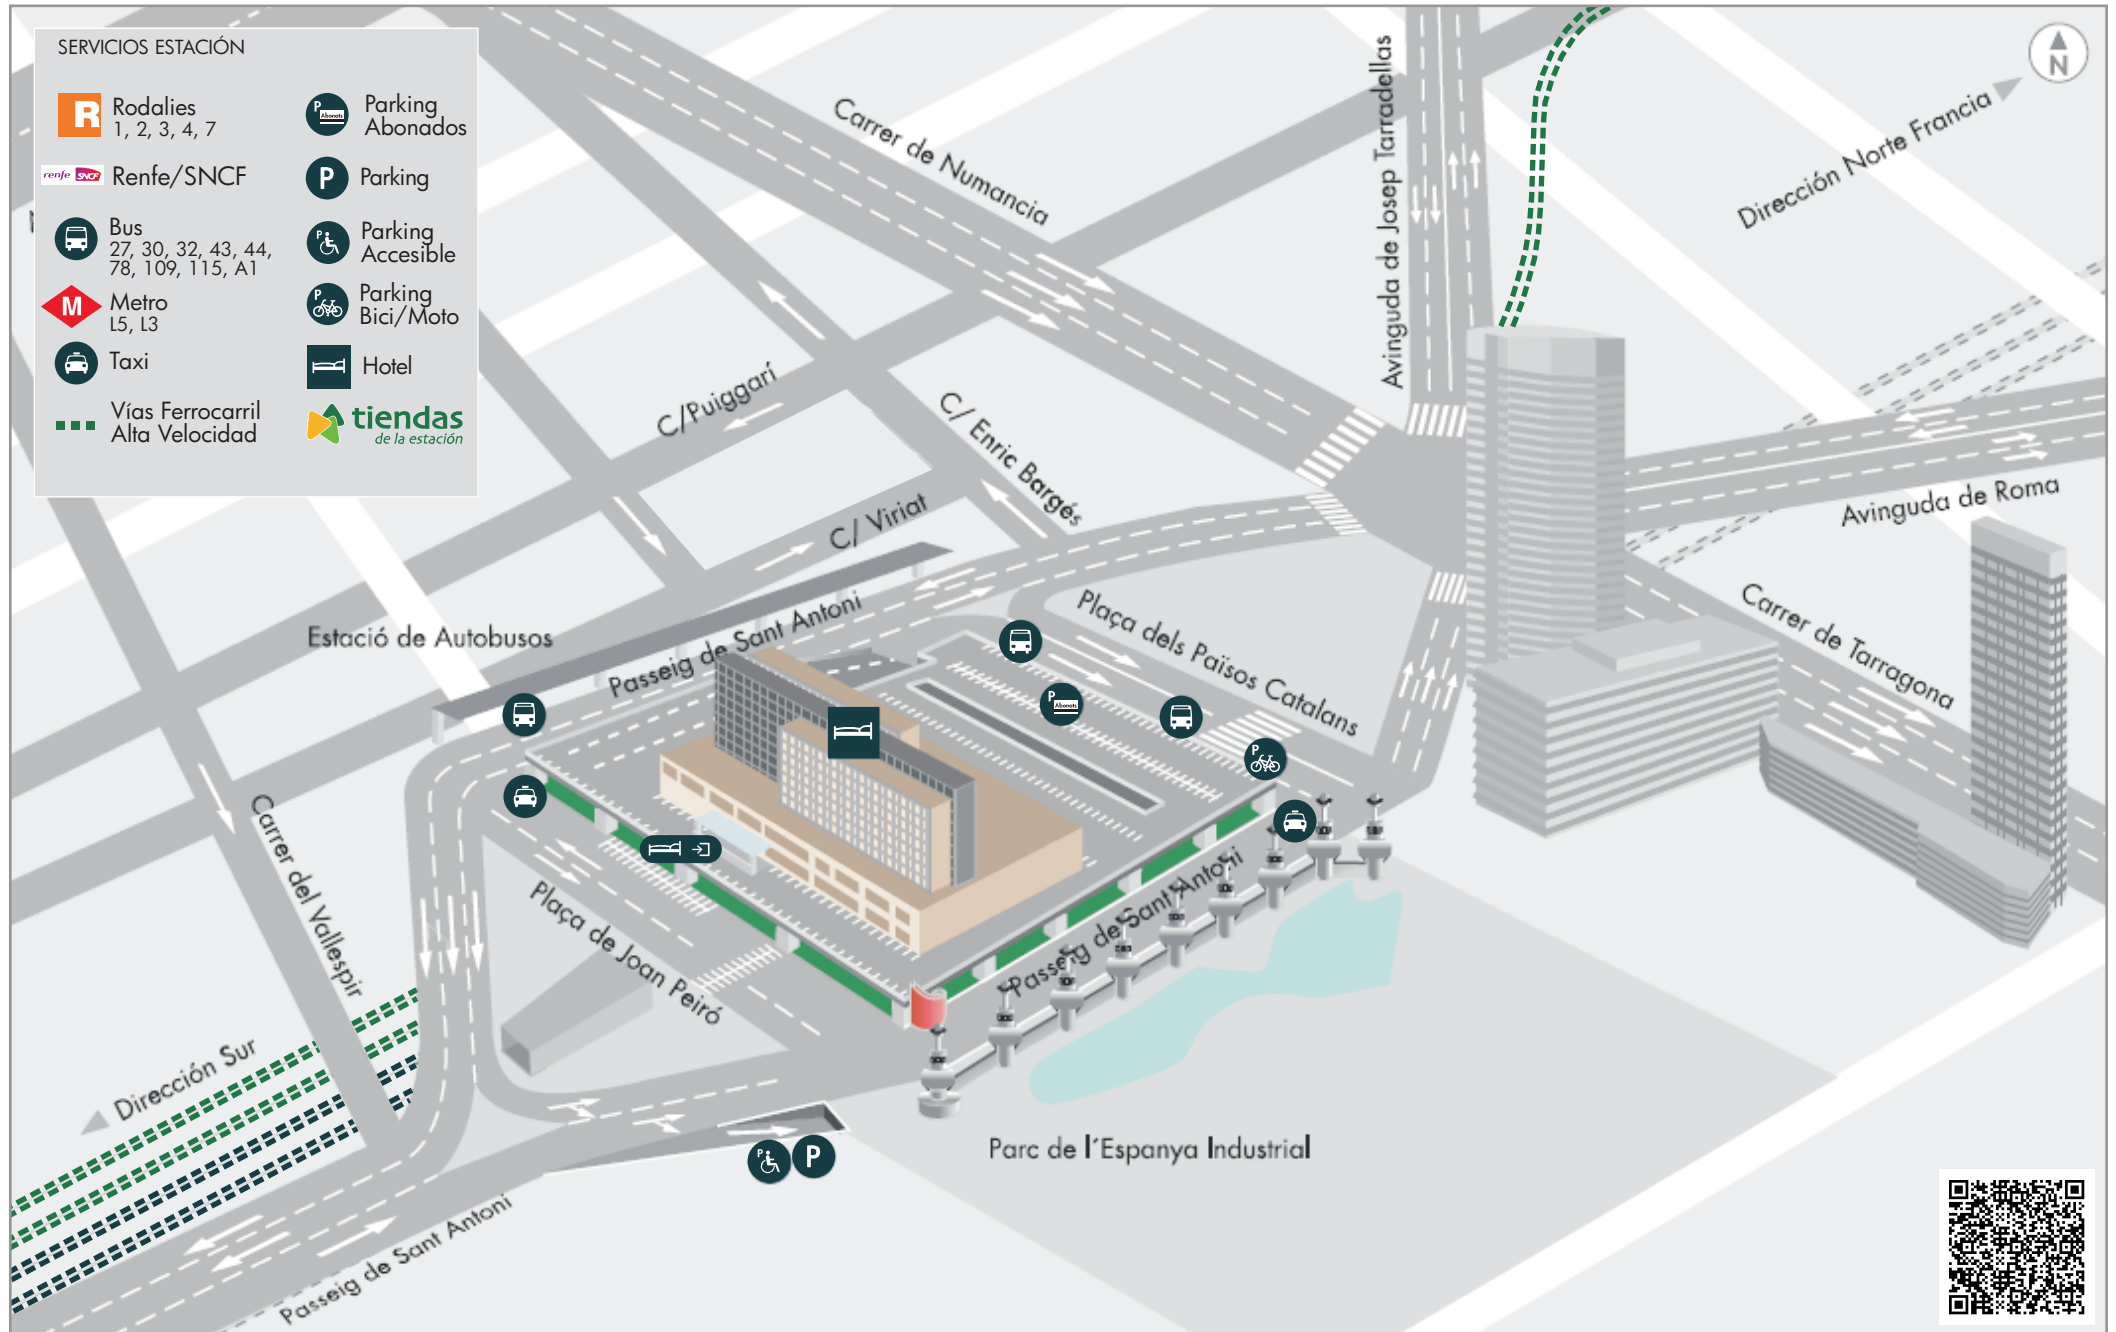 SERVICIOS ESTACIÓN
R
Rodalies
1, 2, 3, 4, 7
renfe SNCF
Renfe/SNCF
Bus
27, 30, 32, 43, 44,
78, 109, 115, A1
M
Metro
L5, L3
Taxi
Vías Ferrocarril
Alta Velocidad
P
Abonats
Parking
Abonados
P
Parking
P
Parking
Accesible
P
Parking
Bici/Moto
Hotel
tiendas
de la estación
N
Carrer de Numancia
Avinguda de Josep Tarradellas
Dirección Norte Francia
C/Puiggarí
C/ Enric Bargés
C/ Viriat
Avinguda de Roma
Carrer de Tarragona
Estació de Autobusos
Passeig de Sant Antoni
Plaça dels Països Catalans
P
Abonats
P
Carrer del Vallespir
Plaça de Joan Peiró
Passeig de Sant Antoni
Dirección Sur
Parc de l´Espanya Industrial
P
P
Passeig de Sant Antoni